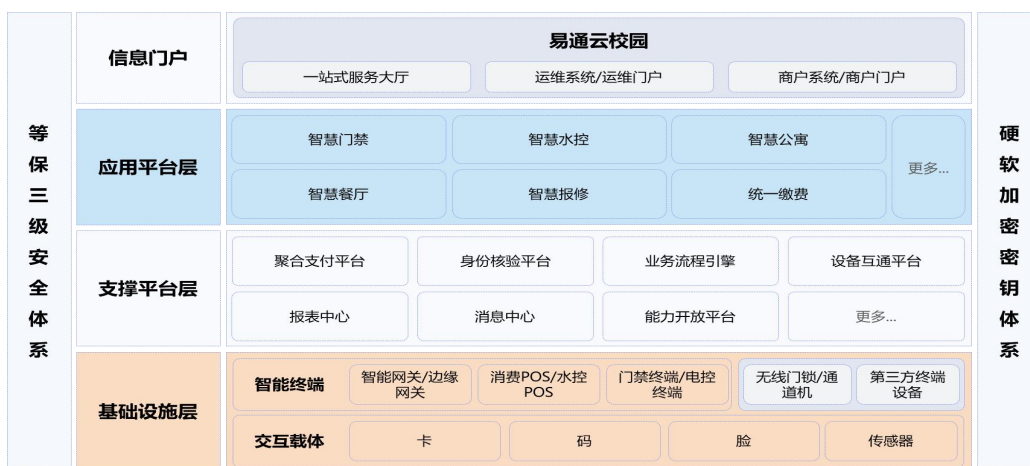 等保三级安全体系
信息门户
易通云校园
一站式服务大厅
运维系统/运维门户
商户系统/商户门户
应用平台层
智慧门禁
智慧水控
智慧公寓
更多...
智慧餐厅
智慧报修
统一缴费
支撑平台层
聚合支付平台
身份核验平台
业务流程引擎
设备互通平台
报表中心
消息中心
能力开放平台
更多...
基础设施层
智能终端
智能网关/边缘
网关
消费POS/水控
POS
门禁终端/电控
终端
无线门锁/通
道机
第三方终端
设备
交互载体
卡
码
脸
传感器
硬软加密密钥体系